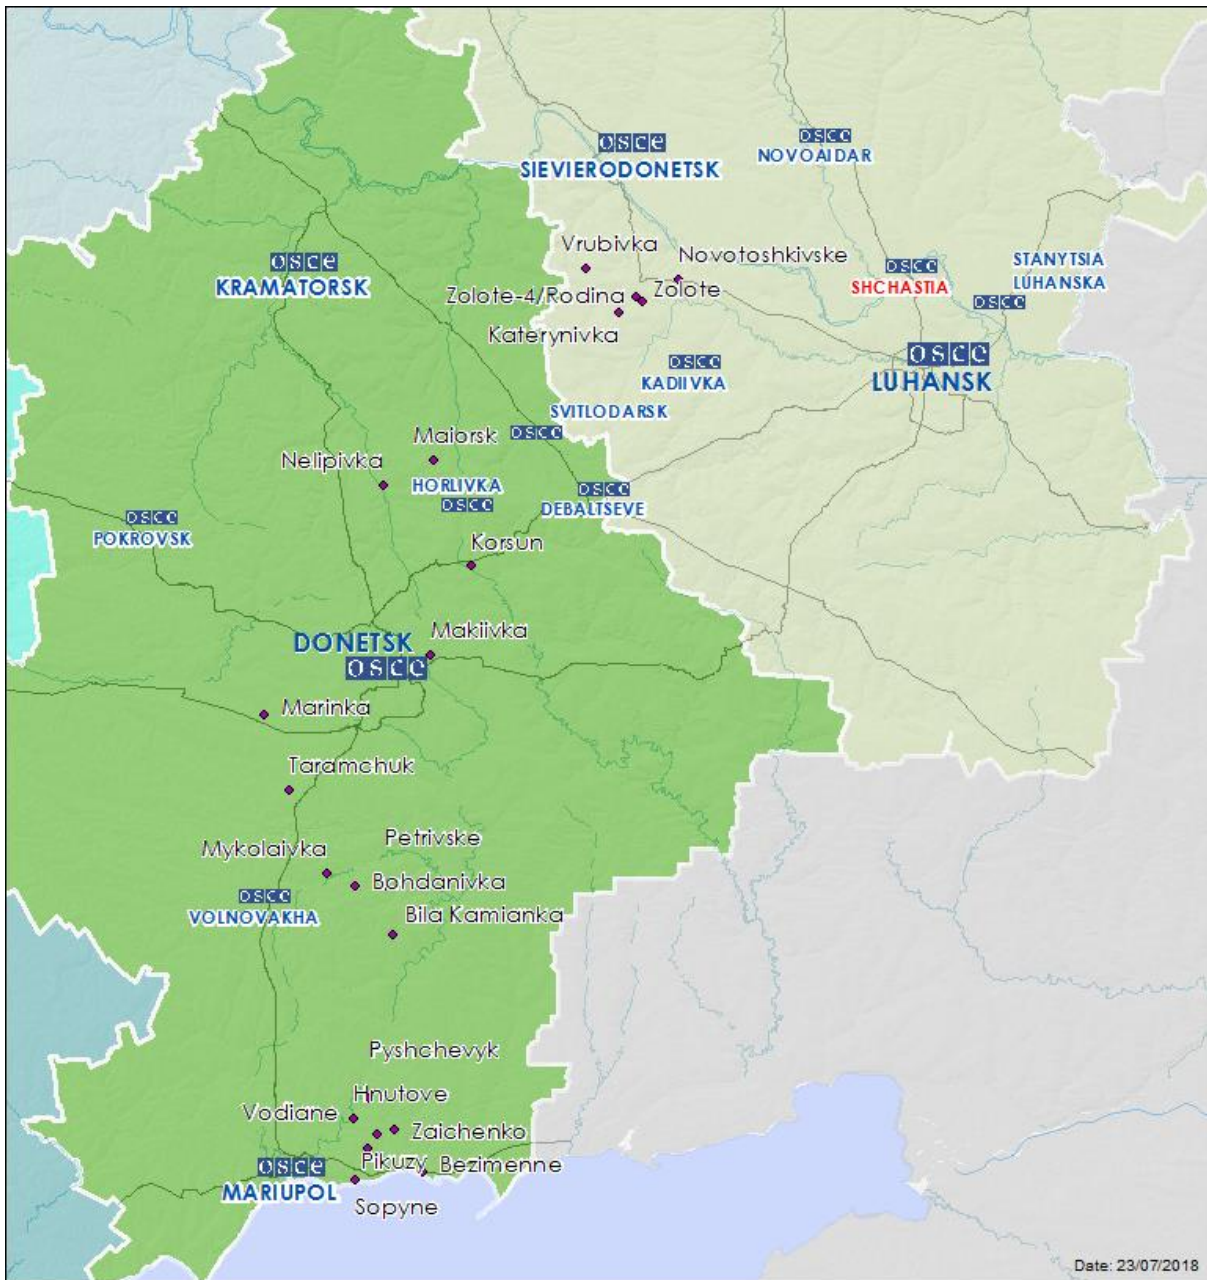 osce
SIEVIERODONETSK
osce
NOVOAIDAR
Vrubivka
Novotoshkivske
osce
KRAMATORSK
osce
SHCHASTIA
STANYTSIA
LUHANSKA
osce
Zolote-4/Rodina
Zolote
Katerynivka
osce
KADIIVKA
osce
LUHANSK
SVITLODARSK
osce
Maiorsk
Nelipivka
HORLIVKA
osce
osce
DEBALTSEVE
osce
POKROVSK
Korsun
DONETSK
osce
Makiivka
Marinka
Taramchuk
Petrivske
Mykolaivka
Bohdanivka
osce
VOLNOVAKHA
Bila Kamianka
Pyshchevyk
Hnutove
Vodiane
Zaichenko
Pikuzy
Bezimenne
osce
MARIUPOL
Sopyne
Date: 23/07/2018